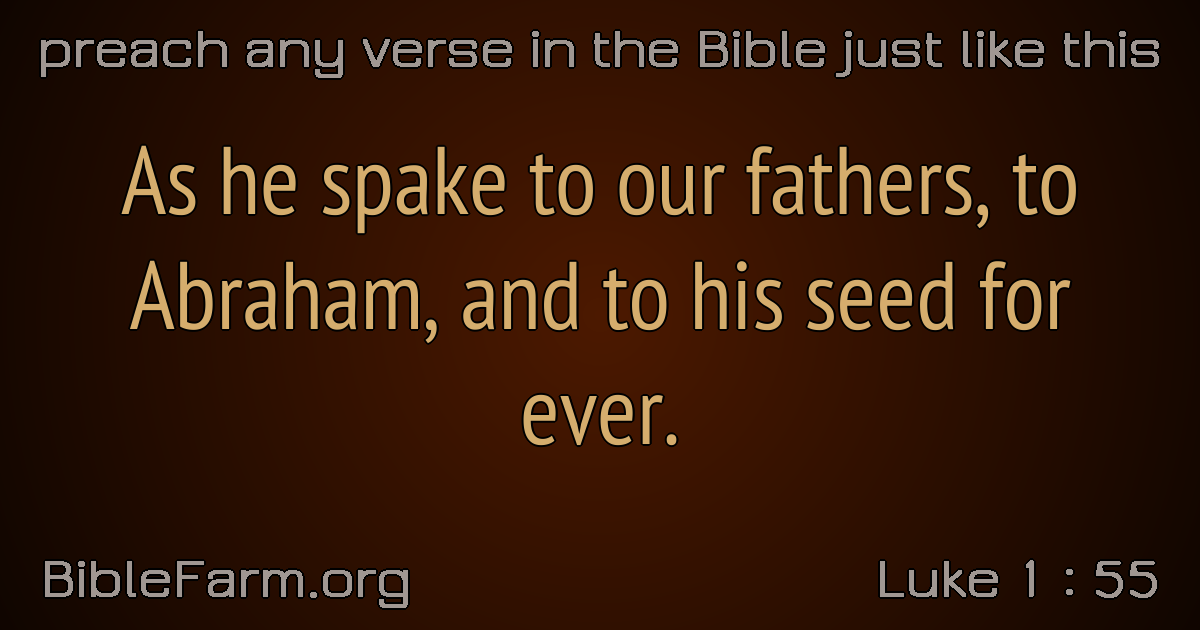 preach any verse in the Bible just like this
As he spake to our fathers, to
Abraham, and to his seed for
ever.
BibleFarm.org
Luke 1 : 55